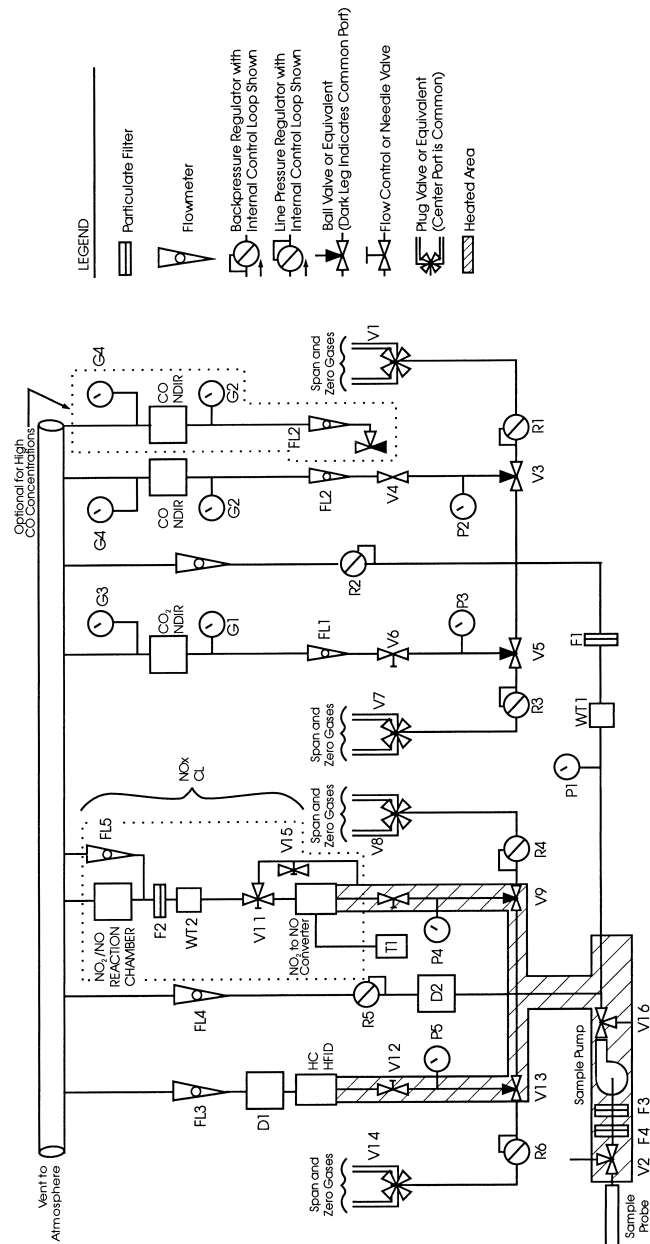 LEGEND
Particulate Filter
Flowmeter
Backpressure Regulator with
Internal Control Loop Shown
Line Pressure Regulator with
Internal Control Loop Shown
Ball Valve or Equivalent
(Dark Leg Indicates Common Port)
Flow Control or Needle Valve
Plug Valve or Equivalent
(Center Port is Common)
Heated Area
Vent to
Atmosphere
Optional for High
CO Concentrations
G4
CO
NDIR
G2
FL2
G4
CO
NDIR
G2
FL2
V4
P2
V3
Span and
Zero Gases
V1
R1
R2
G3
CO2
NDIR
G1
FL1
V6
P3
V5
Span and
Zero Gases
V7
R3
NOx
CL
FL5
NO2/NO
REACTION
CHAMBER
F2
WT2
V11
V15
NO2 to NO
Converter
T1
P4
V9
Span and
Zero Gases
V8
R4
FL4
R5
D2
FL3
D1
HC
HFID
V12
P5
V13
Span and
Zero Gases
V14
R6
F1
WT1
P1
Sample Pump
V16
F3
F4
V2
Sample
Probe